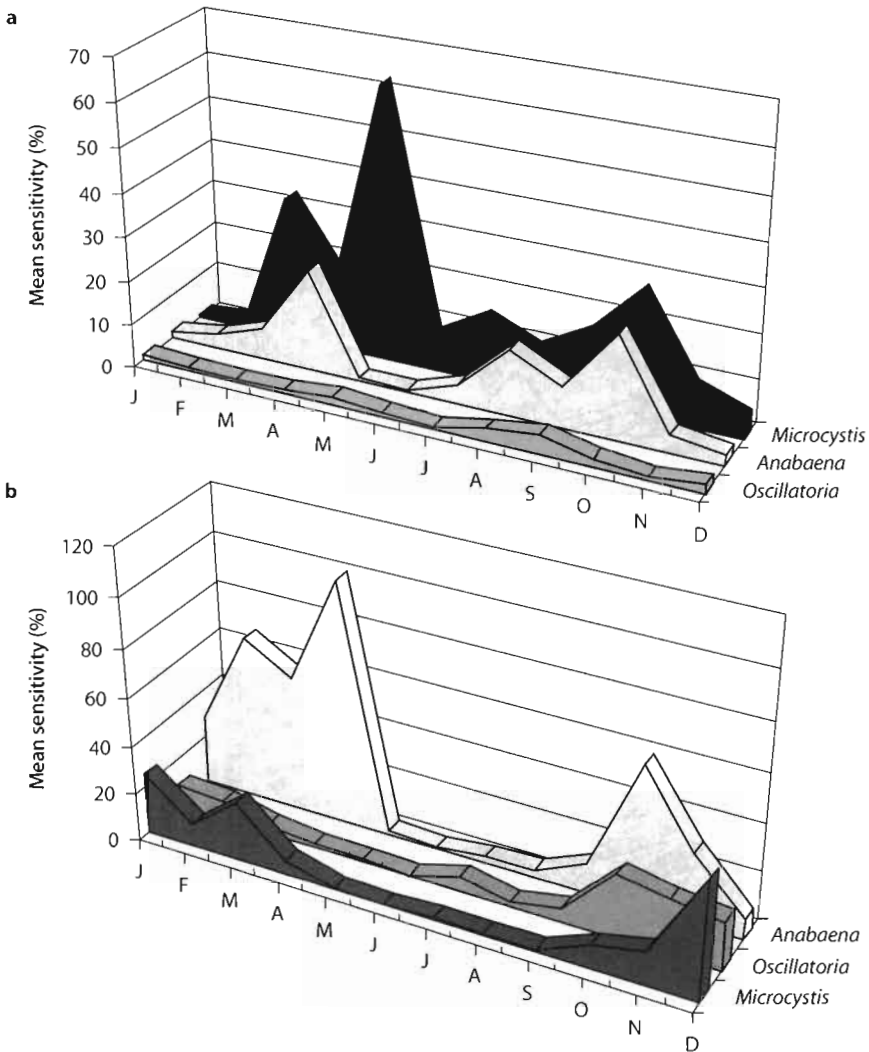 a
Mean sensitivity (%)
70
60
50
40
30
20
10
0
J F M A M J J A S O N D
Microcystis
Anabaena
Oscillatoria
b
Mean sensitivity (%)
120
100
80
60
40
20
0
J F M A M J J A S O N D
Anabaena
Oscillatoria
Microcystis